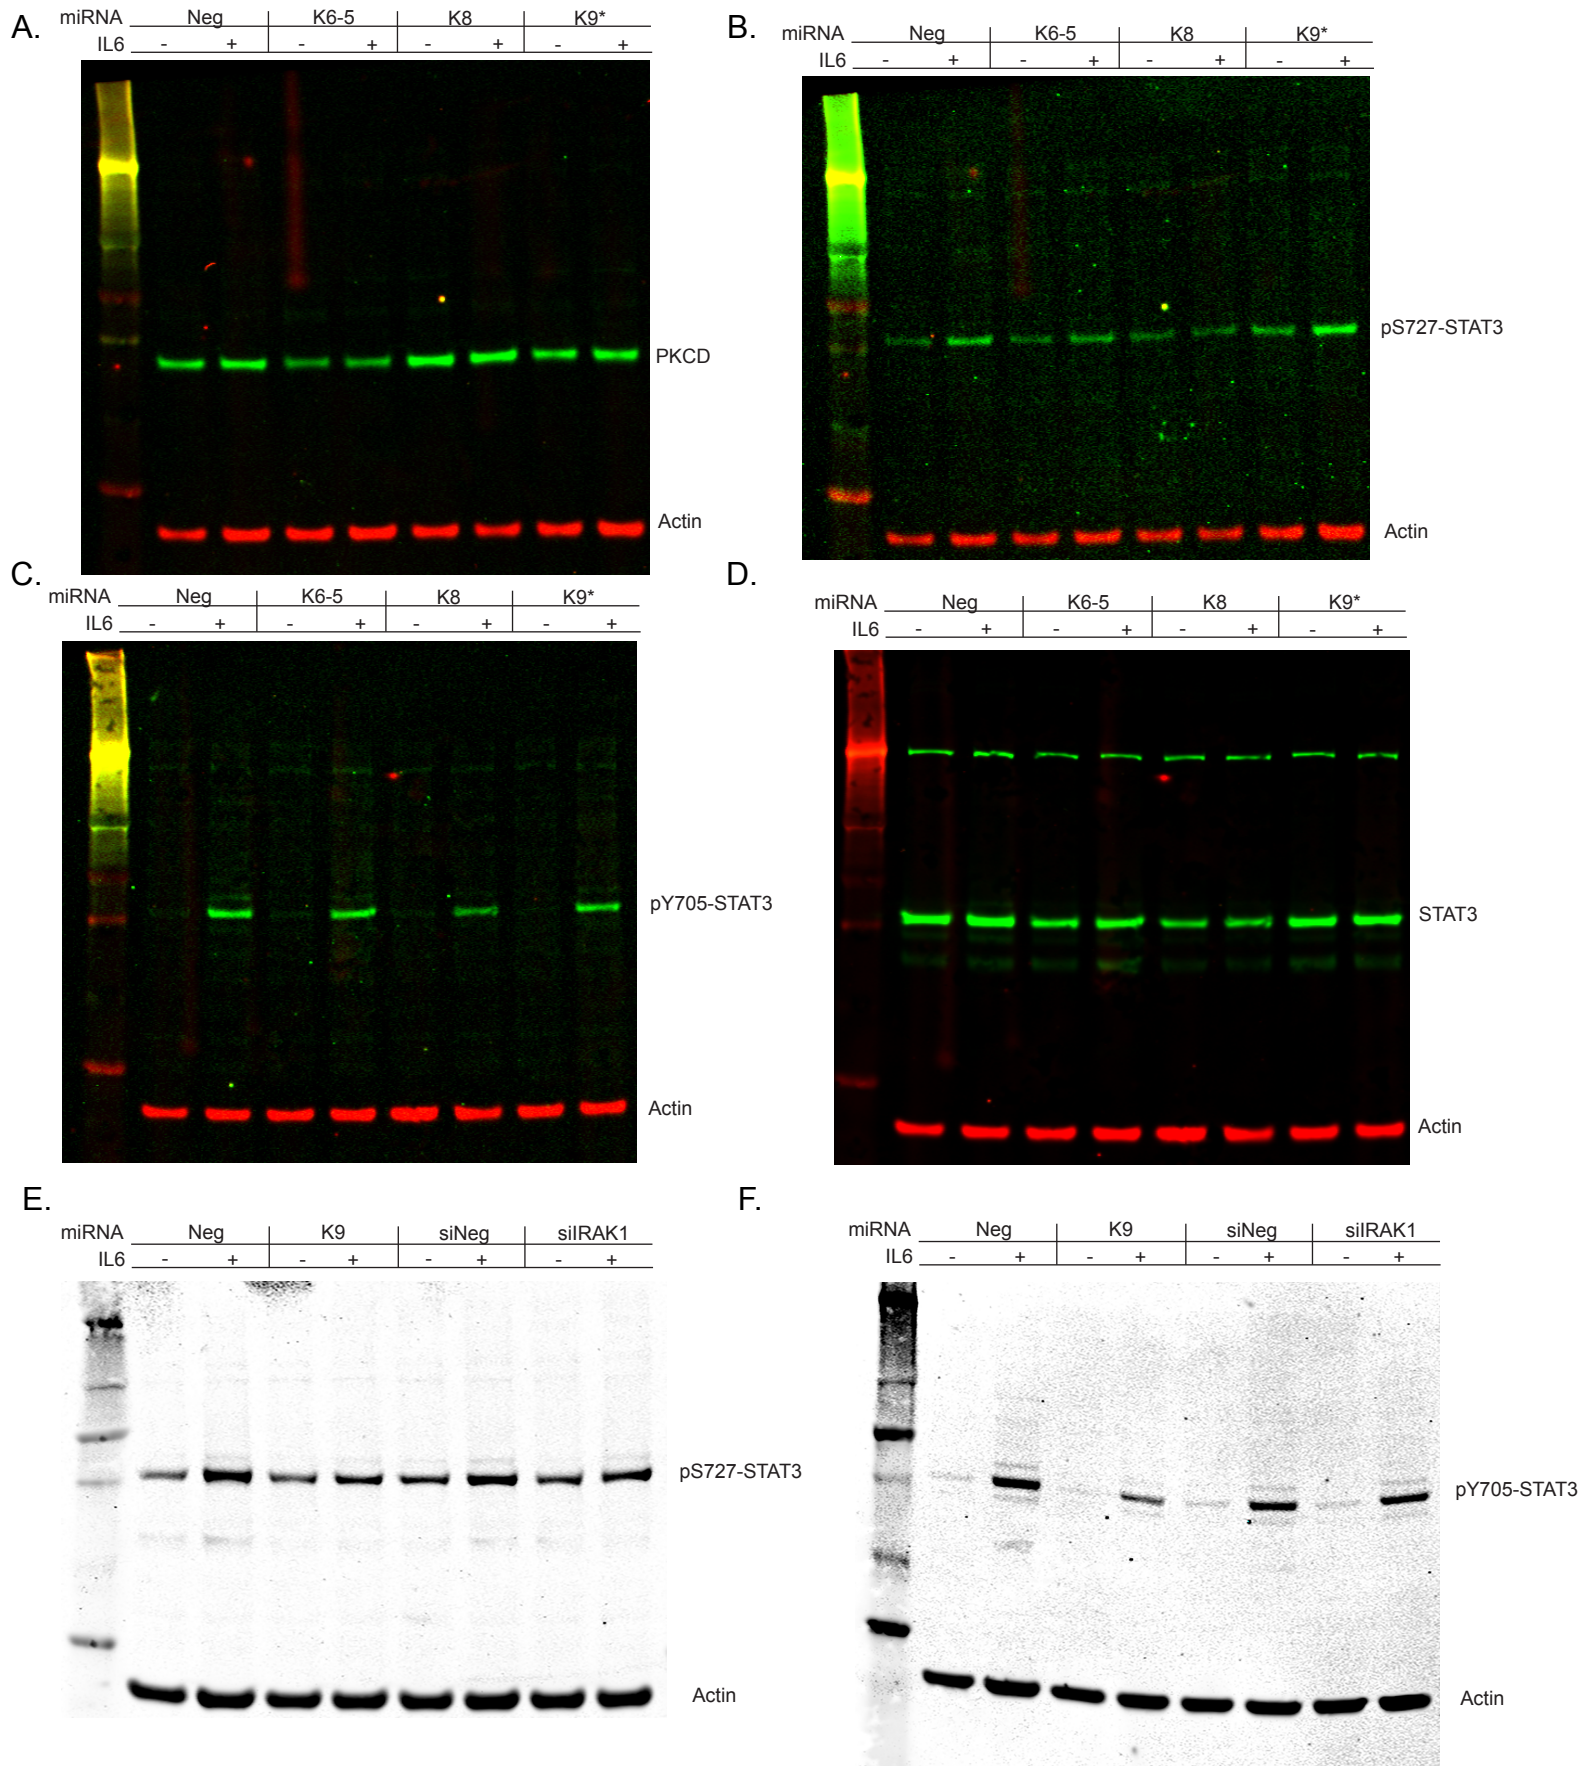 A.
miRNA Neg K6-5 K8 K9*
IL6 - + - + - + - +
PKCD
Actin
B.
miRNA Neg K6-5 K8 K9*
IL6 - + - + - + - +
pS727-STAT3
Actin
C.
miRNA Neg K6-5 K8 K9*
IL6 - + - + - + - +
pY705-STAT3
Actin
D.
miRNA Neg K6-5 K8 K9*
IL6 - + - + - + - +
STAT3
Actin
E.
miRNA Neg K9 siNeg siIRAK1
IL6 - + - + - + - +
pS727-STAT3
Actin
F.
miRNA Neg K9 siNeg siIRAK1
IL6 - + - + - + - +
pY705-STAT3
Actin